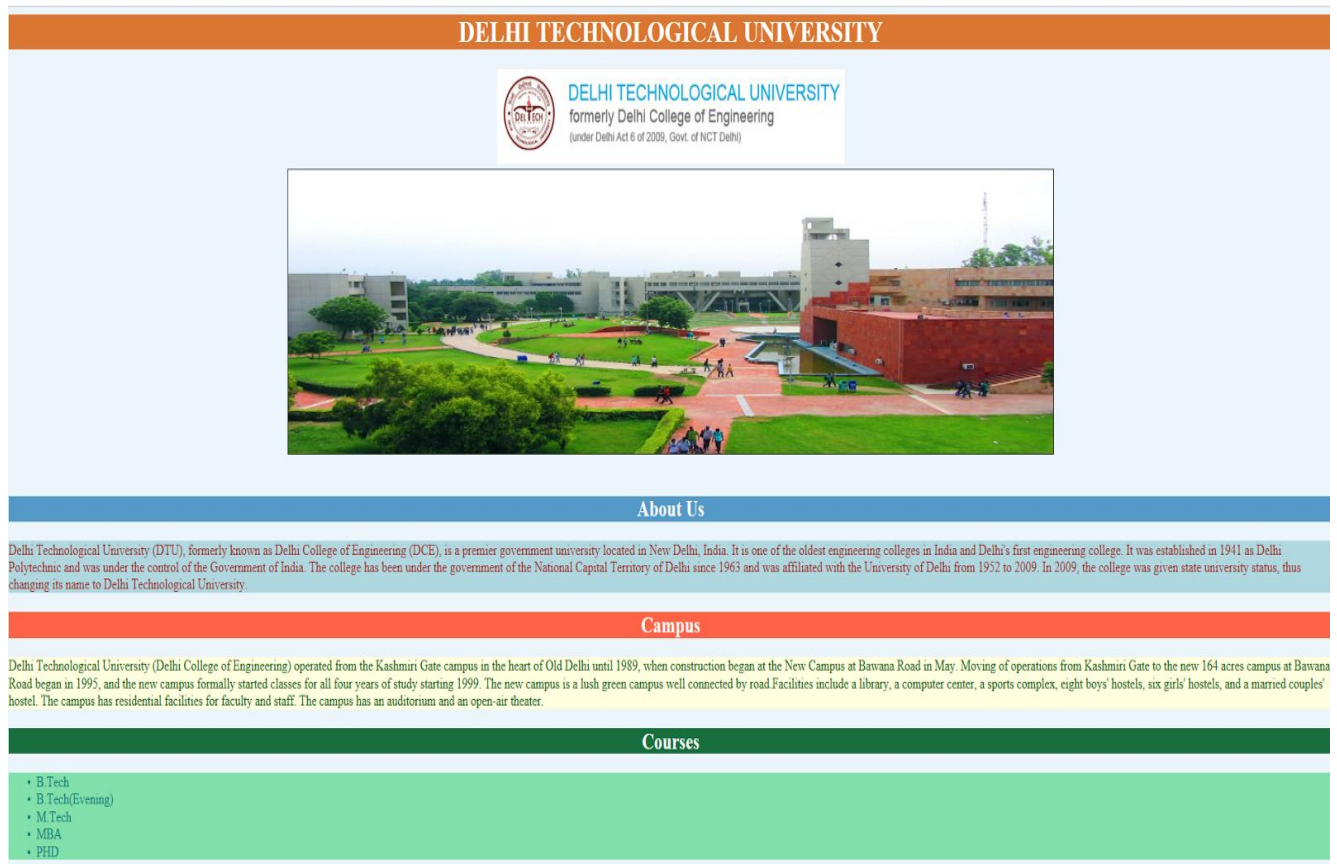 DELHI TECHNOLOGICAL UNIVERSITY
DELTECH
DELHI TECHNOLOGICAL UNIVERSITY
formerly Delhi College of Engineering
(under Delhi Act 6 of 2009, Govt. of NCT Delhi)
About Us
Delhi Technological University (DTU), formerly known as Delhi College of Engineering (DCE), is a premier government university located in New Delhi, India. It is one of the oldest engineering colleges in India and Delhi's first engineering college. It was established in 1941 as Delhi
Polytechnic and was under the control of the Government of India. The college has been under the government of the National Capital Territory of Delhi since 1963 and was affiliated with the University of Delhi from 1952 to 2009. In 2009, the college was given state university status, thus
changing its name to Delhi Technological University.
Campus
Delhi Technological University (Delhi College of Engineering) operated from the Kashmiri Gate campus in the heart of Old Delhi until 1989, when construction began at the New Campus at Bawana Road in May. Moving of operations from Kashmiri Gate to the new 164 acres campus at Bawana
Road began in 1995, and the new campus formally started classes for all four years of study starting 1999. The new campus is a lush green campus well connected by road.Facilities include a library, a computer center, a sports complex, eight boys' hostels, six girls' hostels, and a married couples'
hostel. The campus has residential facilities for faculty and staff. The campus has an auditorium and an open-air theater.
Courses
• B.Tech
• B.Tech(Evening)
• M.Tech
• MBA
• PHD